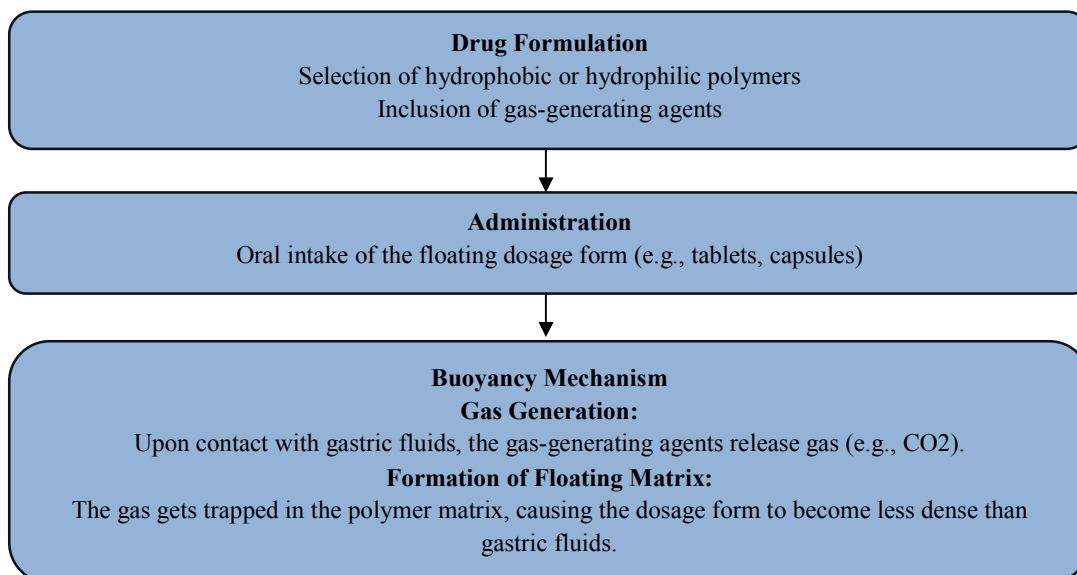 Drug Formulation
Selection of hydrophobic or hydrophilic polymers
Inclusion of gas-generating agents
Administration
Oral intake of the floating dosage form (e.g., tablets, capsules)
Buoyancy Mechanism
Gas Generation:
Upon contact with gastric fluids, the gas-generating agents release gas (e.g., CO2).
Formation of Floating Matrix:
The gas gets trapped in the polymer matrix, causing the dosage form to become less dense than
gastric fluids.